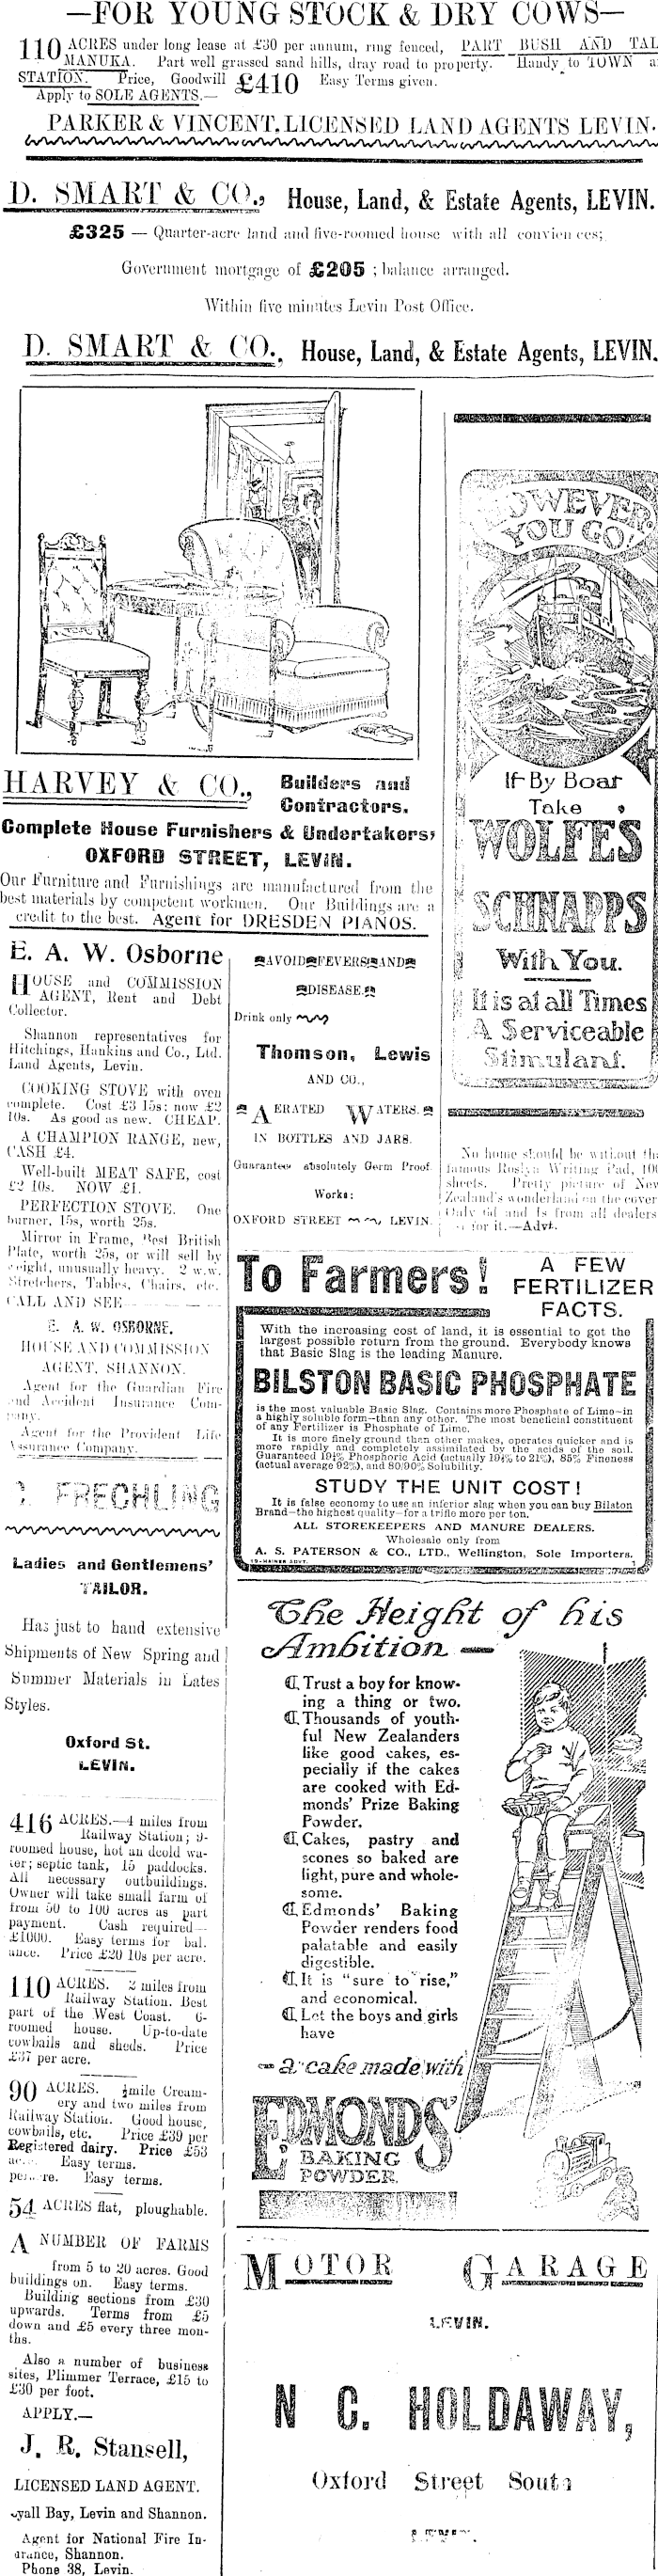 —FOR YOUNG STOCK & DRY COWS—
110 ACRES under long lease at £30 per annum, ring fenced, PART BUSH AND TAL
MANUKA. Part well grassed sand hills, dray road to property. Handy to TOWN a
STATION. Price, Goodwill £410 Easy Terms given.
Apply to SOLE AGENTS.—
PARKER & VINCENT, LICENSED LAND AGENTS LEVIN.
D. SMART & CO., House, Land, & Estate Agents, LEVIN.
£325 — Quarter-acre land and five-roomed house with all convien ces;
Government mortgage of £205 ; balance arranged.
Within five minutes Levin Post Office.
D. SMART & CO., House, Land, & Estate Agents, LEVIN.
HARVEY & CO., Builders and
Contractors.
Complete House Furnishers & Undertakers,
OXFORD STREET, LEVIN.
Our Furniture and Furnishings are manufactured from the
best materials by competent workmen. Our Buildings are a
credit to the best. Agent for DRESDEN PIANOS.
HOWEVER
YOU GO!
If By Boat
Take
WOLFE'S
SCHNAPPS
With You.
It is at all Times
A Serviceable
Stimulant.
No home should be without the
famous Roslyn Writing Pad, 100
sheets. Pretty picture of New
Zealand's wonderland on the cover
Only 6d and 1s from all dealers
for it.—Advt.
E. A. W. Osborne
HOUSE and COMMISSION
AGENT, Rent and Debt
Collector.
Shannon representatives for
Hitchings, Hankins and Co., Ltd.
Land Agents, Levin.
COOKING STOVE with oven
complete. Cost £3 15s: now £2
10s. As good as new. CHEAP.
A CHAMPION RANGE, new,
CASH £4.
Well-built MEAT SAFE, cost
£2 10s. NOW £1.
PERFECTION STOVE. One
burner, 15s, worth 25s.
Mirror in Frame, Best British
Plate, worth 25s, or will sell by
weight, unusually heavy. 2 w.w.
Stretchers, Tables, Chairs, etc.
CALL AND SEE
E. A. W. OSBORNE,
HOUSE AND COMMISSION
AGENT, SHANNON.
Agent for the Guardian Fire
and Accident Insurance Com-
pany.
Agent for the Provident Life
Assurance Company.
AVOID FEVERS AND
DISEASE.
Drink only
Thomson, Lewis
AND CO.,
AERATED WATERS.
IN BOTTLES AND JARS.
Guarantee absolutely Germ Proof.
Works:
OXFORD STREET LEVIN.
FRECHLING
Ladies and Gentlemens'
TAILOR.
Has just to hand extensive
Shipments of New Spring and
Summer Materials in Lates
Styles.
Oxford St.
LEVIN.
416 ACRES.—4 miles from
Railway Station; 9-
roomed house, hot an dcold wa-
ter; septic tank, 15 paddocks.
All necessary outbuildings.
Owner will take small farm of
from 50 to 100 acres as part
payment. Cash required—
£1000. Easy terms for bal.
ance. Price £20 10s per acre.
110 ACRES. 2 miles from
Railway Station. Best
part of the West Coast. 6-
roomed house. Up-to-date
cowbails and sheds. Price
£37 per acre.
90 ACRES. ½mile Cream-
ery and two miles from
Railway Station. Good house,
cowbails, etc. Price £39 per
Registered dairy. Price £53
Easy terms.
Easy terms.
54 ACRES flat, ploughable.
A NUMBER OF FARMS
from 5 to 20 acres. Good
buildings on. Easy terms.
Building sections from £30
upwards. Terms from £5
down and £5 every three mon-
ths.
Also a number of business
sites, Plimmer Terrace, £15 to
£30 per foot.
APPLY.—
J. R. Stansell,
LICENSED LAND AGENT.
yall Bay, Levin and Shannon.
Agent for National Fire In-
urance, Shannon.
Phone 38, Levin.
To Farmers! A FEW
FERTILIZER
FACTS.
With the increasing cost of land, it is essential to get the
largest possible return from the ground. Everybody knows
that Basic Slag is the leading Manure.
BILSTON BASIC PHOSPHATE
is the most valuable Basic Slag. Contains more Phosphate of Lime—in
a highly soluble form—than any other. The most beneficial constituent
of any Fertilizer is Phosphate of Lime.
It is more finely ground than other makes, operates quicker and is
more rapidly and completely assimilated by the acids of the soil.
Guaranteed 19½% Phosphoric Acid (actually 19½% to 21%), 85% Fineness
(actual average 92%), and 80/90% Solubility.
STUDY THE UNIT COST!
It is false economy to use an inferior slag when you can buy Bilston
Brand—the highest quality—for a trifle more per ton.
ALL STOREKEEPERS AND MANURE DEALERS.
Wholesale only from
A. S. PATERSON & CO., LTD., Wellington, Sole Importers.
The Height of his
Ambition—
Trust a boy for know-
ing a thing or two.
Thousands of youth-
ful New Zealanders
like good cakes, es-
pecially if the cakes
are cooked with Ed-
monds' Prize Baking
Powder.
Cakes, pastry and
scones so baked are
light, pure and whole-
some.
Edmonds' Baking
Powder renders food
palatable and easily
digestible.
It is "sure to rise,"
and economical.
Let the boys and girls
have
—a cake made with
EDMONDS'
BAKING
POWDER.
MOTOR GARAGE
LEVIN.
N C. HOLDAWAY,
Oxford Street South